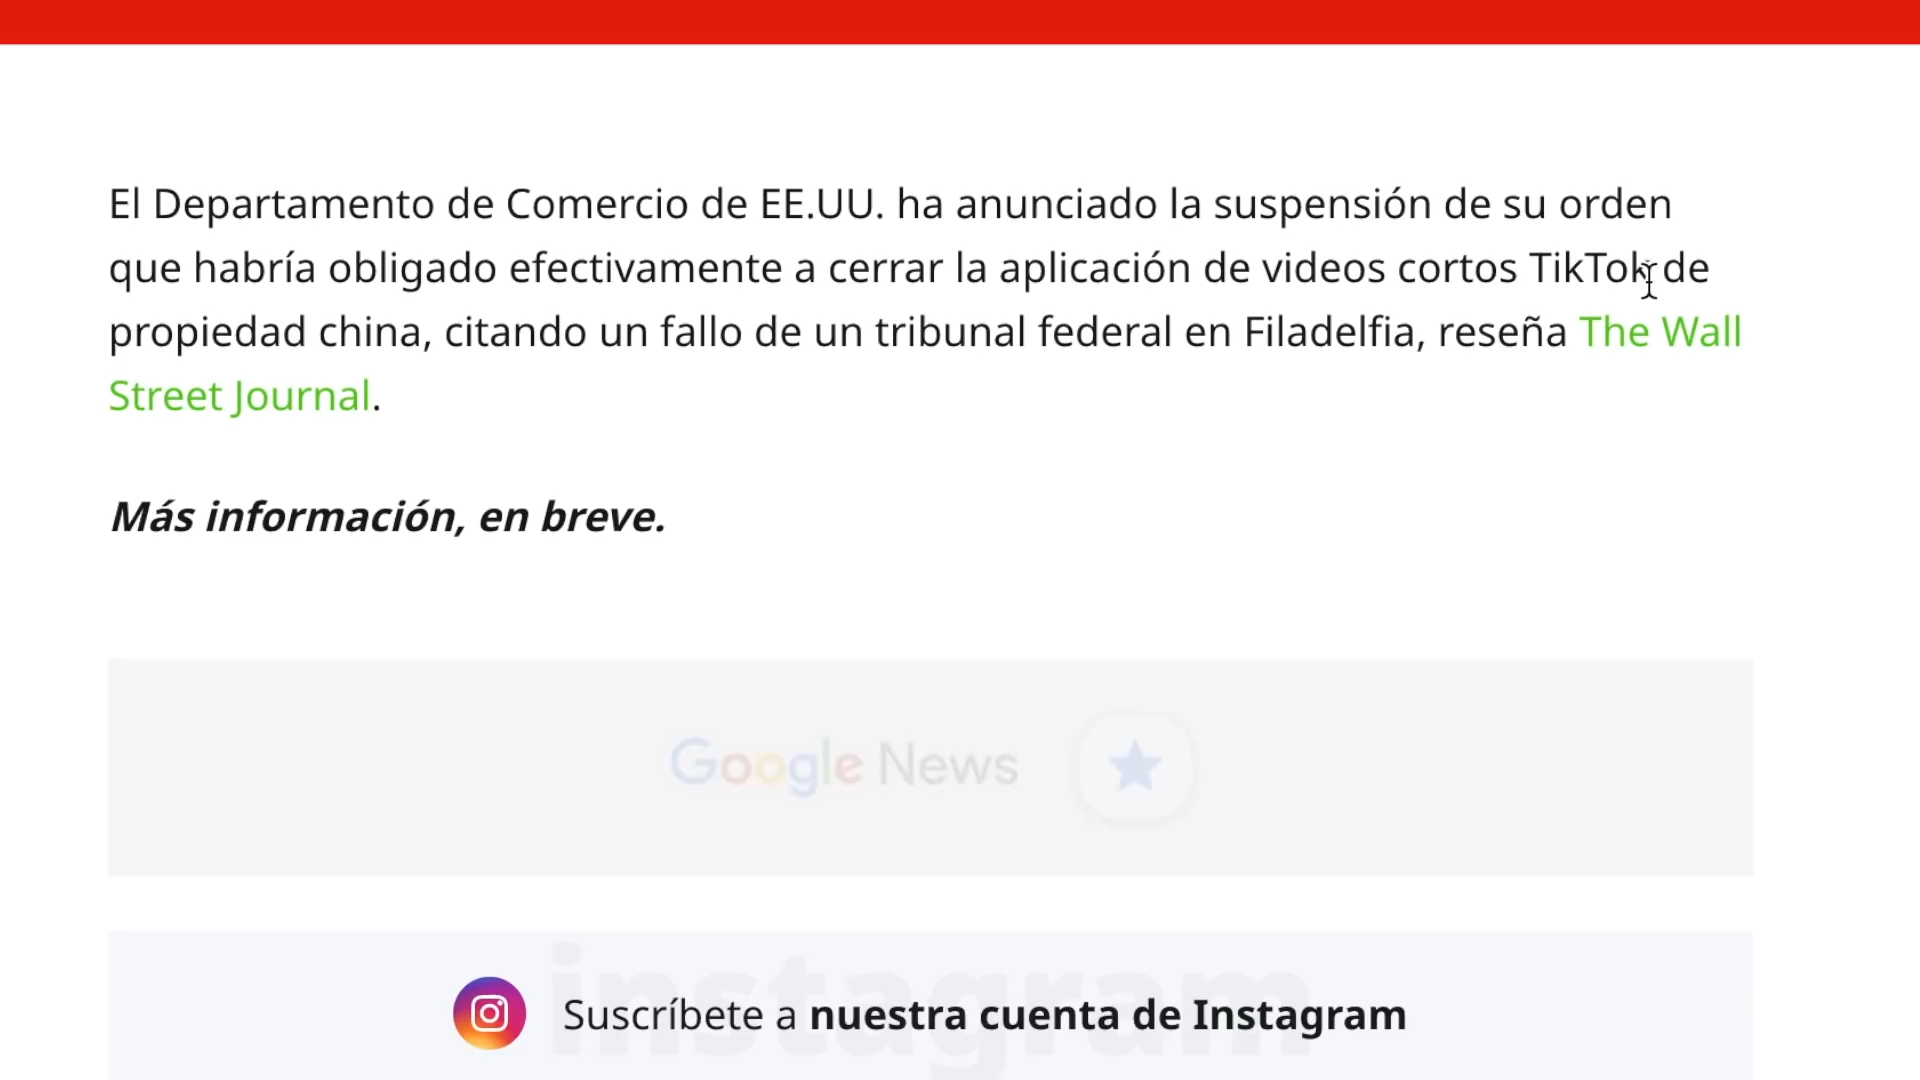 El Departamento de Comercio de EE.UU. ha anunciado la suspensión de su orden
que habría obligado efectivamente a cerrar la aplicación de videos cortos TikTok de
propiedad china, citando un fallo de un tribunal federal en Filadelfia, reseña The Wall
Street Journal.
Más información, en breve.
Google News
instagram
Suscríbete a nuestra cuenta de Instagram